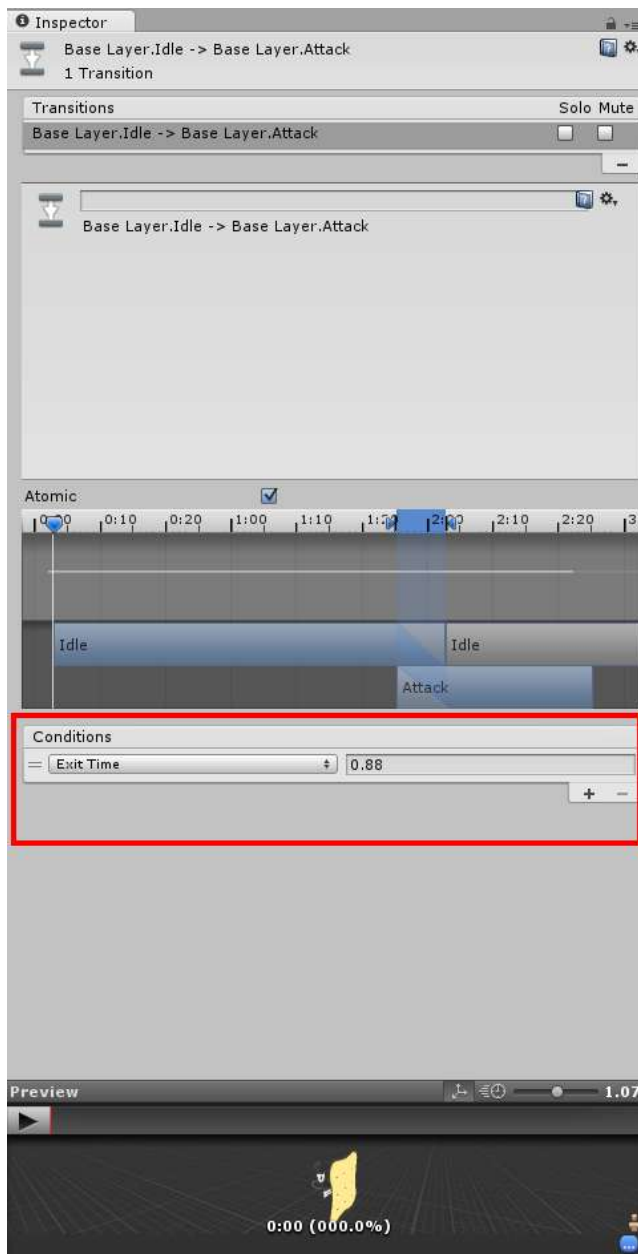 Inspector
Base Layer.Idle -> Base Layer.Attack
1 Transition
Transitions Solo Mute
Base Layer.Idle -> Base Layer.Attack
Base Layer.Idle -> Base Layer.Attack
Atomic
0:10 0:20 1:00 1:10 2:10 2:20
Idle Idle
Attack
Conditions
Exit Time 0.88
Preview 1.07
0:00 (000.0%)